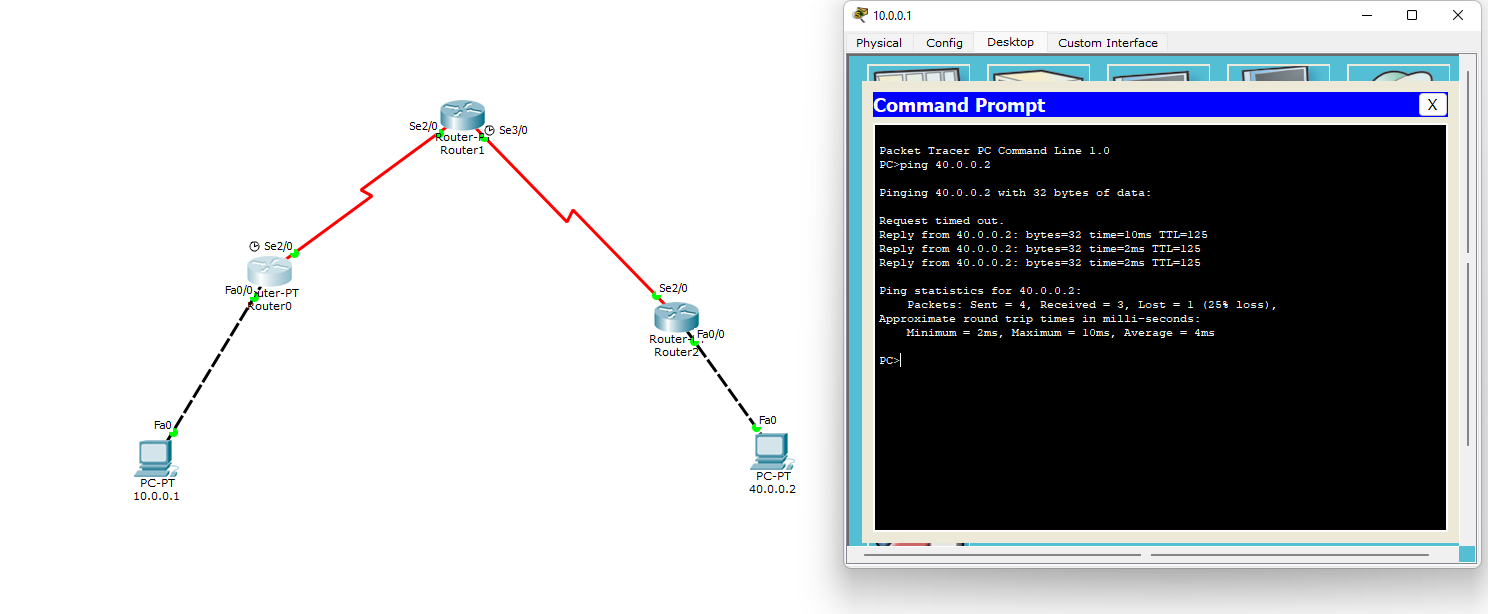 Se2/0
Se3/0
Router1
Se2/0
Fa0/0
Router0
Se2/0
Fa0/0
Router2
Fa0
PC-PT
10.0.0.1
Fa0
PC-PT
40.0.0.2
10.0.0.1
Physical Config Desktop Custom Interface
Command Prompt X
Packet Tracer PC Command Line 1.0
PC>ping 40.0.0.2
Pinging 40.0.0.2 with 32 bytes of data:
Request timed out.
Reply from 40.0.0.2: bytes=32 time=10ms TTL=125
Reply from 40.0.0.2: bytes=32 time=2ms TTL=125
Reply from 40.0.0.2: bytes=32 time=2ms TTL=125
Ping statistics for 40.0.0.2:
Packets: Sent = 4, Received = 3, Lost = 1 (25% loss),
Approximate round trip times in milli-seconds:
Minimum = 2ms, Maximum = 10ms, Average = 4ms
PC>